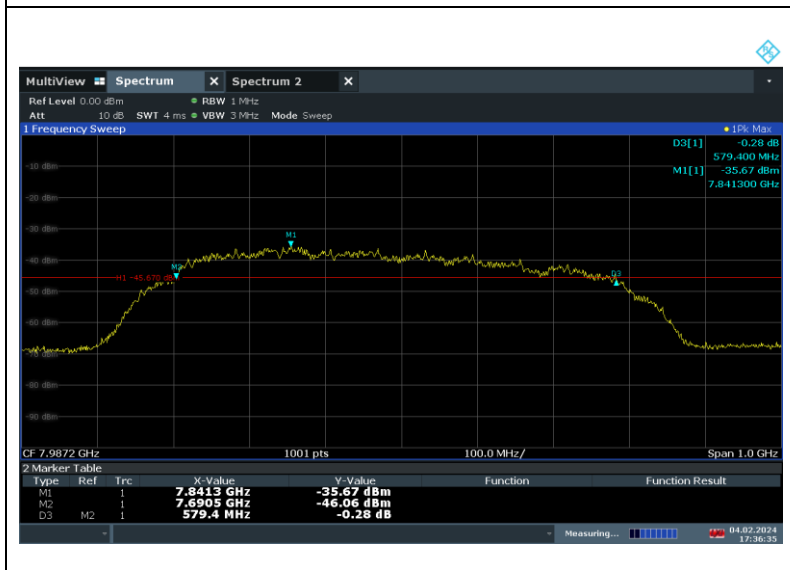 MultiView Spectrum X Spectrum 2 X
Ref Level 0.00 dBm RBW 1 MHz
Att 10 dB SWT 4 ms VBW 3 MHz Mode Sweep
1 Frequency Sweep 1Pk Max
D3[1] -0.28 dB
579.400 MHz
M1[1] -35.67 dBm
7.841300 GHz
-10 dBm
-20 dBm
-30 dBm
M1
-40 dBm
M2
H1 -45.670 dBm
D3
-50 dBm
-60 dBm
-70 dBm
-80 dBm
-90 dBm
CF 7.9872 GHz 1001 pts 100.0 MHz/ Span 1.0 GHz
2 Marker Table
Type Ref Trc X-Value Y-Value Function Function Result
M1 1 7.8413 GHz -35.67 dBm
M2 1 7.6905 GHz -46.06 dBm
D3 M2 1 579.4 MHz -0.28 dB
Measuring... 04.02.2024
17:36:35